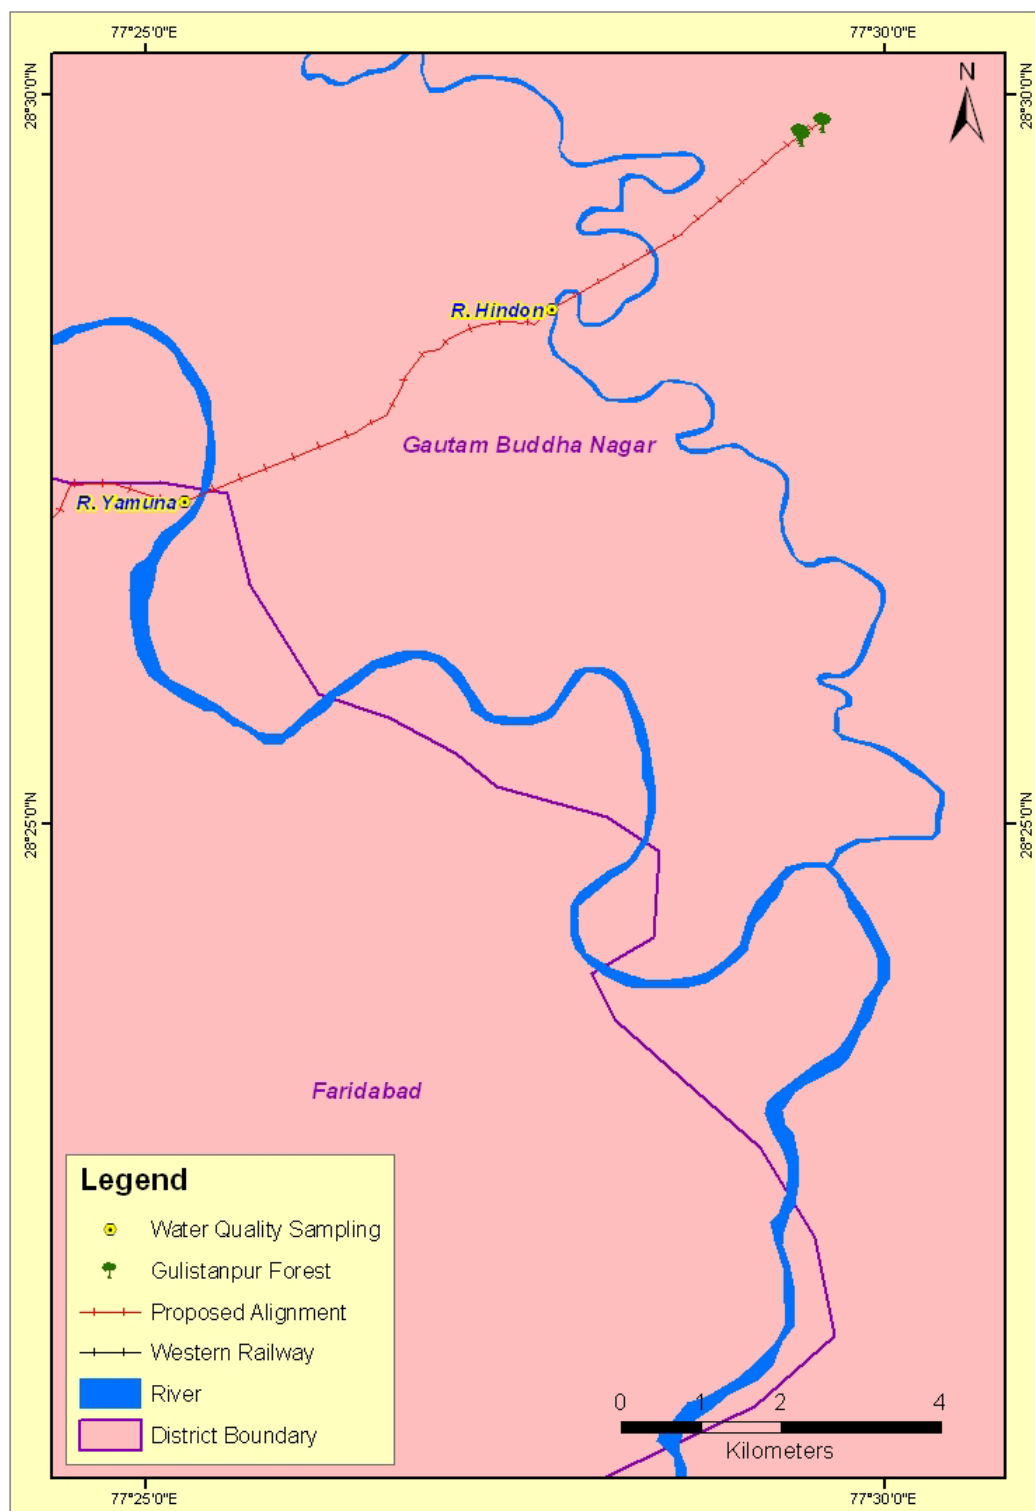 77°25'0"E
77°30'0"E
28°30'0"N
28°30'0"N
N
R. Hindon
Gautam Buddha Nagar
R. Yamuna
28°25'0"N
28°25'0"N
Faridabad
Legend
Water Quality Sampling
Gulistanpur Forest
Proposed Alignment
Western Railway
River
District Boundary
0 1 2 4
Kilometers
77°25'0"E
77°30'0"E